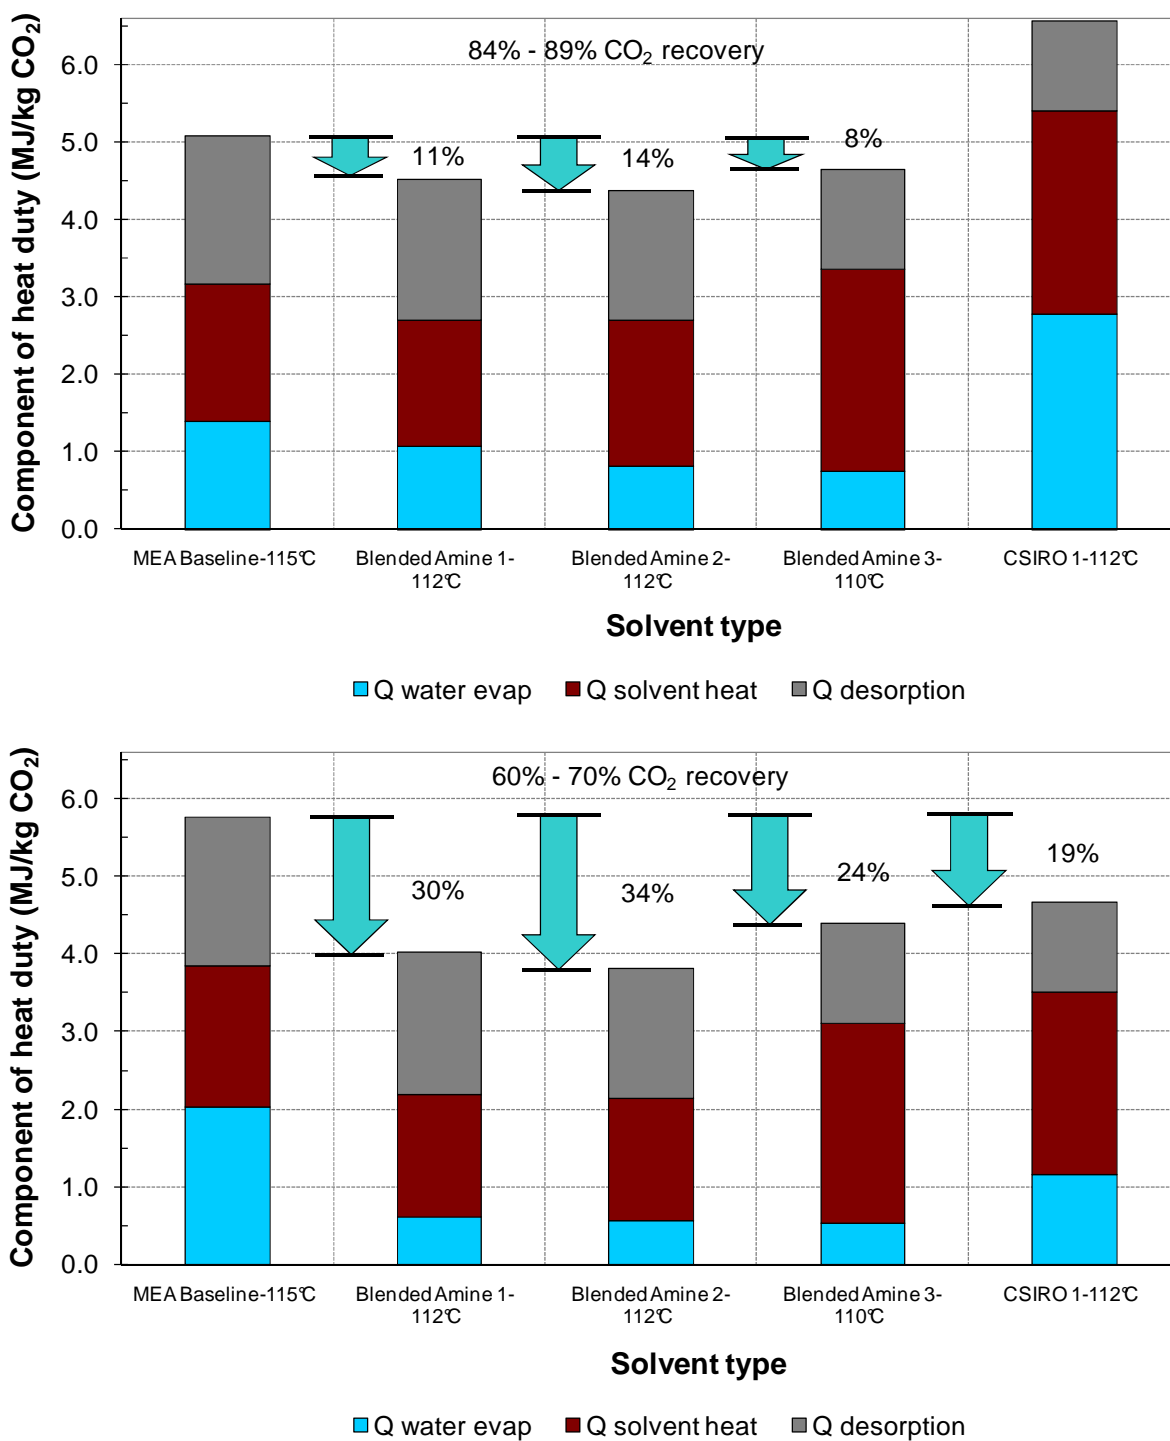 84% - 89% CO₂ recovery
Component of heat duty (MJ/kg CO₂)
6.0
5.0
4.0
3.0
2.0
1.0
0.0
11%
14%
8%
MEA Baseline-115°C
Blended Amine 1-
112°C
Blended Amine 2-
112°C
Blended Amine 3-
110°C
CSIRO 1-112°C
Solvent type
Q water evap
Q solvent heat
Q desorption
60% - 70% CO₂ recovery
Component of heat duty (MJ/kg CO₂)
6.0
5.0
4.0
3.0
2.0
1.0
0.0
30%
34%
24%
19%
MEA Baseline-115°C
Blended Amine 1-
112°C
Blended Amine 2-
112°C
Blended Amine 3-
110°C
CSIRO 1-112°C
Solvent type
Q water evap
Q solvent heat
Q desorption